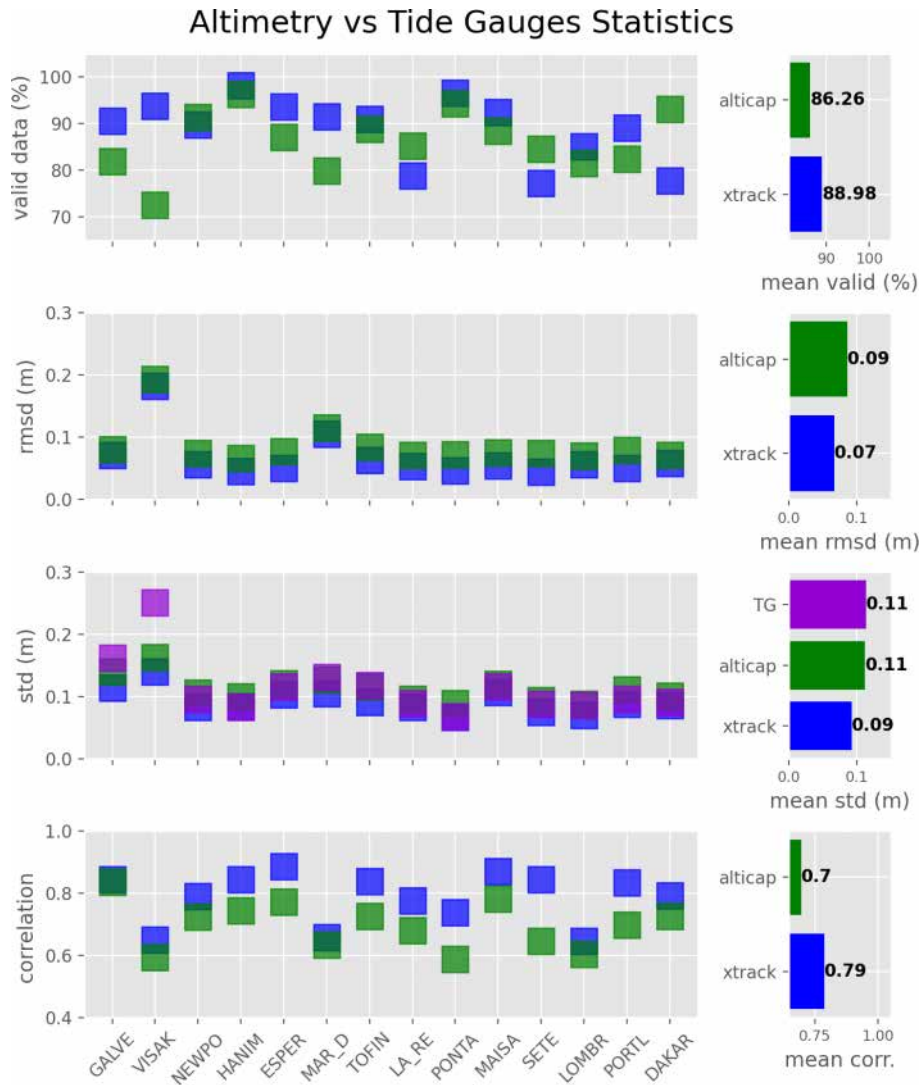 Altimetry vs Tide Gauges Statistics
valid data (%)
100
90
80
70
alticap
86.26
xtrack
88.98
90 100
mean valid (%)
rmsd (m)
0.3
0.2
0.1
0.0
alticap
0.09
xtrack
0.07
0.0 0.1
mean rmsd (m)
std (m)
0.3
0.2
0.1
0.0
TG
0.11
alticap
0.11
xtrack
0.09
0.0 0.1
mean std (m)
correlation
1.0
0.8
0.6
0.4
GALVE VISAK NEWPO HANIM ESPER MAR_D TOFIN LA_RE PONTA MAISA SETE LOMBR PORTL DAKAR
alticap
0.7
xtrack
0.79
0.75 1.00
mean corr.